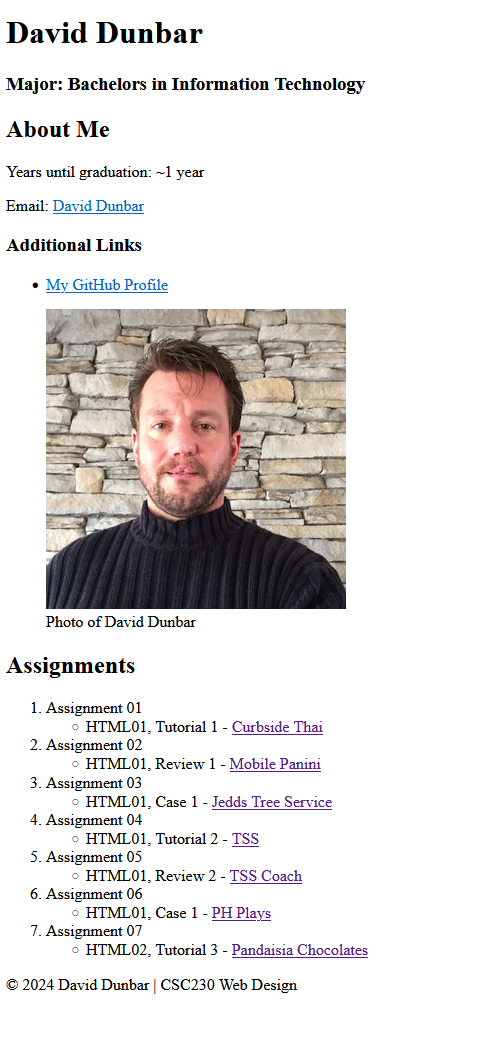 David Dunbar
Major: Bachelors in Information Technology
About Me
Years until graduation: ~1 year
Email: David Dunbar
Additional Links
• My GitHub Profile
Photo of David Dunbar
Assignments
1. Assignment 01
○ HTML01, Tutorial 1 - Curbside Thai
2. Assignment 02
○ HTML01, Review 1 - Mobile Panini
3. Assignment 03
○ HTML01, Case 1 - Jedds Tree Service
4. Assignment 04
○ HTML01, Tutorial 2 - TSS
5. Assignment 05
○ HTML01, Review 2 - TSS Coach
6. Assignment 06
○ HTML01, Case 1 - PH Plays
7. Assignment 07
○ HTML02, Tutorial 3 - Pandaisia Chocolates
© 2024 David Dunbar | CSC230 Web Design